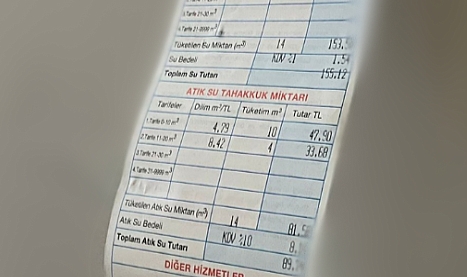 3.Tarife 21-30 m³
4.Tarife 31-9999 m³
Tüketilen Su Miktarı (m³) 14
Su Bedeli KDV %1 1.54
Toplam Su Tutarı 155.12
ATIK SU TAHAKKUK MİKTARI
Tarifeler Dilim m³/TL Tüketim m³ Tutar TL
1.Tarife 0-10 m³ 4.79 10 47.90
2.Tarife 11-20 m³ 8.42 4 33.68
3.Tarife 21-30 m³
4.Tarife 31-9999 m³
Tüketilen Atık Su Miktarı (m³) 14
Atık Su Bedeli KDV %10
Toplam Atık Su Tutarı
DİĞER HİZMETLER